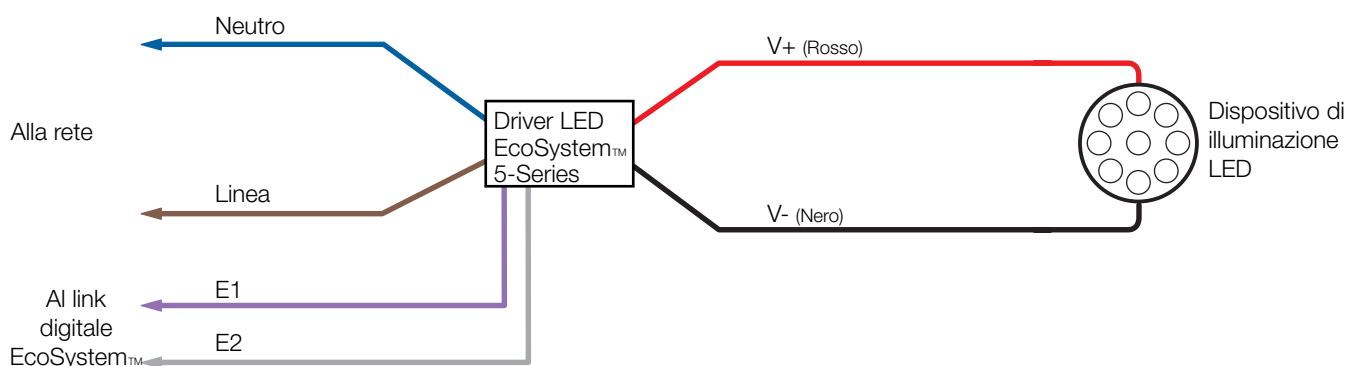 Neutro
Alla rete
Linea
Al link
digitale
EcoSystem™
E1
E2
Driver LED
EcoSystem™
5-Series
V+ (Rosso)
V- (Nero)
Dispositivo di
illuminazione
LED